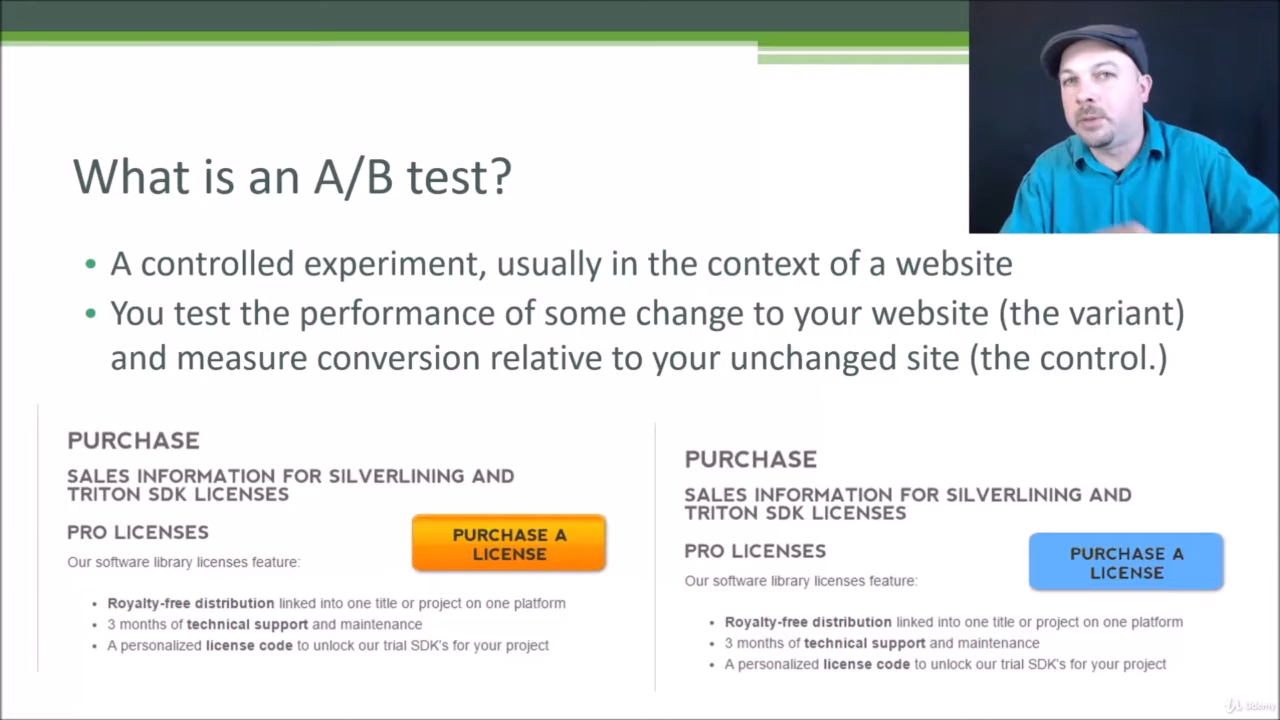 What is an A/B test?
• A controlled experiment, usually in the context of a website
• You test the performance of some change to your website (the variant)
and measure conversion relative to your unchanged site (the control.)
PURCHASE
SALES INFORMATION FOR SILVERLINING AND
TRITON SDK LICENSES
PRO LICENSES
PURCHASE A
LICENSE
Our software library licenses feature:
• Royalty-free distribution linked into one title or project on one platform
• 3 months of technical support and maintenance
• A personalized license code to unlock our trial SDK's for your project
PURCHASE
SALES INFORMATION FOR SILVERLINING AND
TRITON SDK LICENSES
PRO LICENSES
PURCHASE A
LICENSE
Our software library licenses feature:
• Royalty-free distribution linked into one title or project on one platform
• 3 months of technical support and maintenance
• A personalized license code to unlock our trial SDK's for your project
Udemy